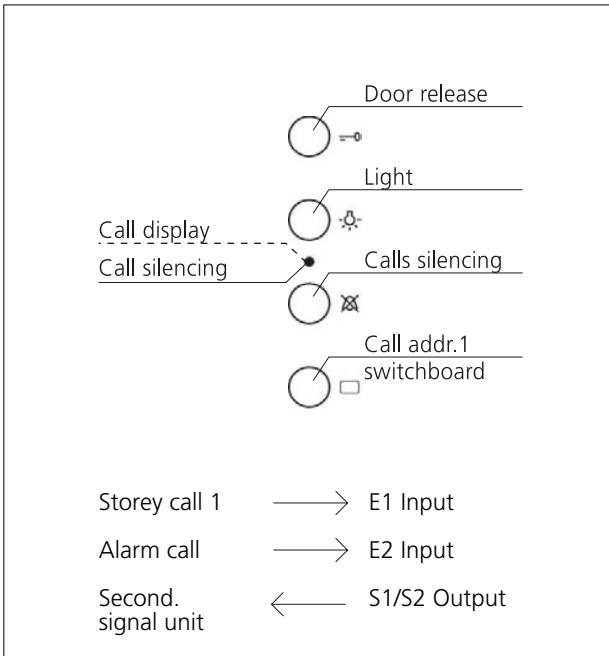 Door release
Light
Call display
Call silencing
Calls silencing
Call addr.1
switchboard
Storey call 1 E1 Input
Alarm call E2 Input
Second.
signal unit
S1/S2 Output